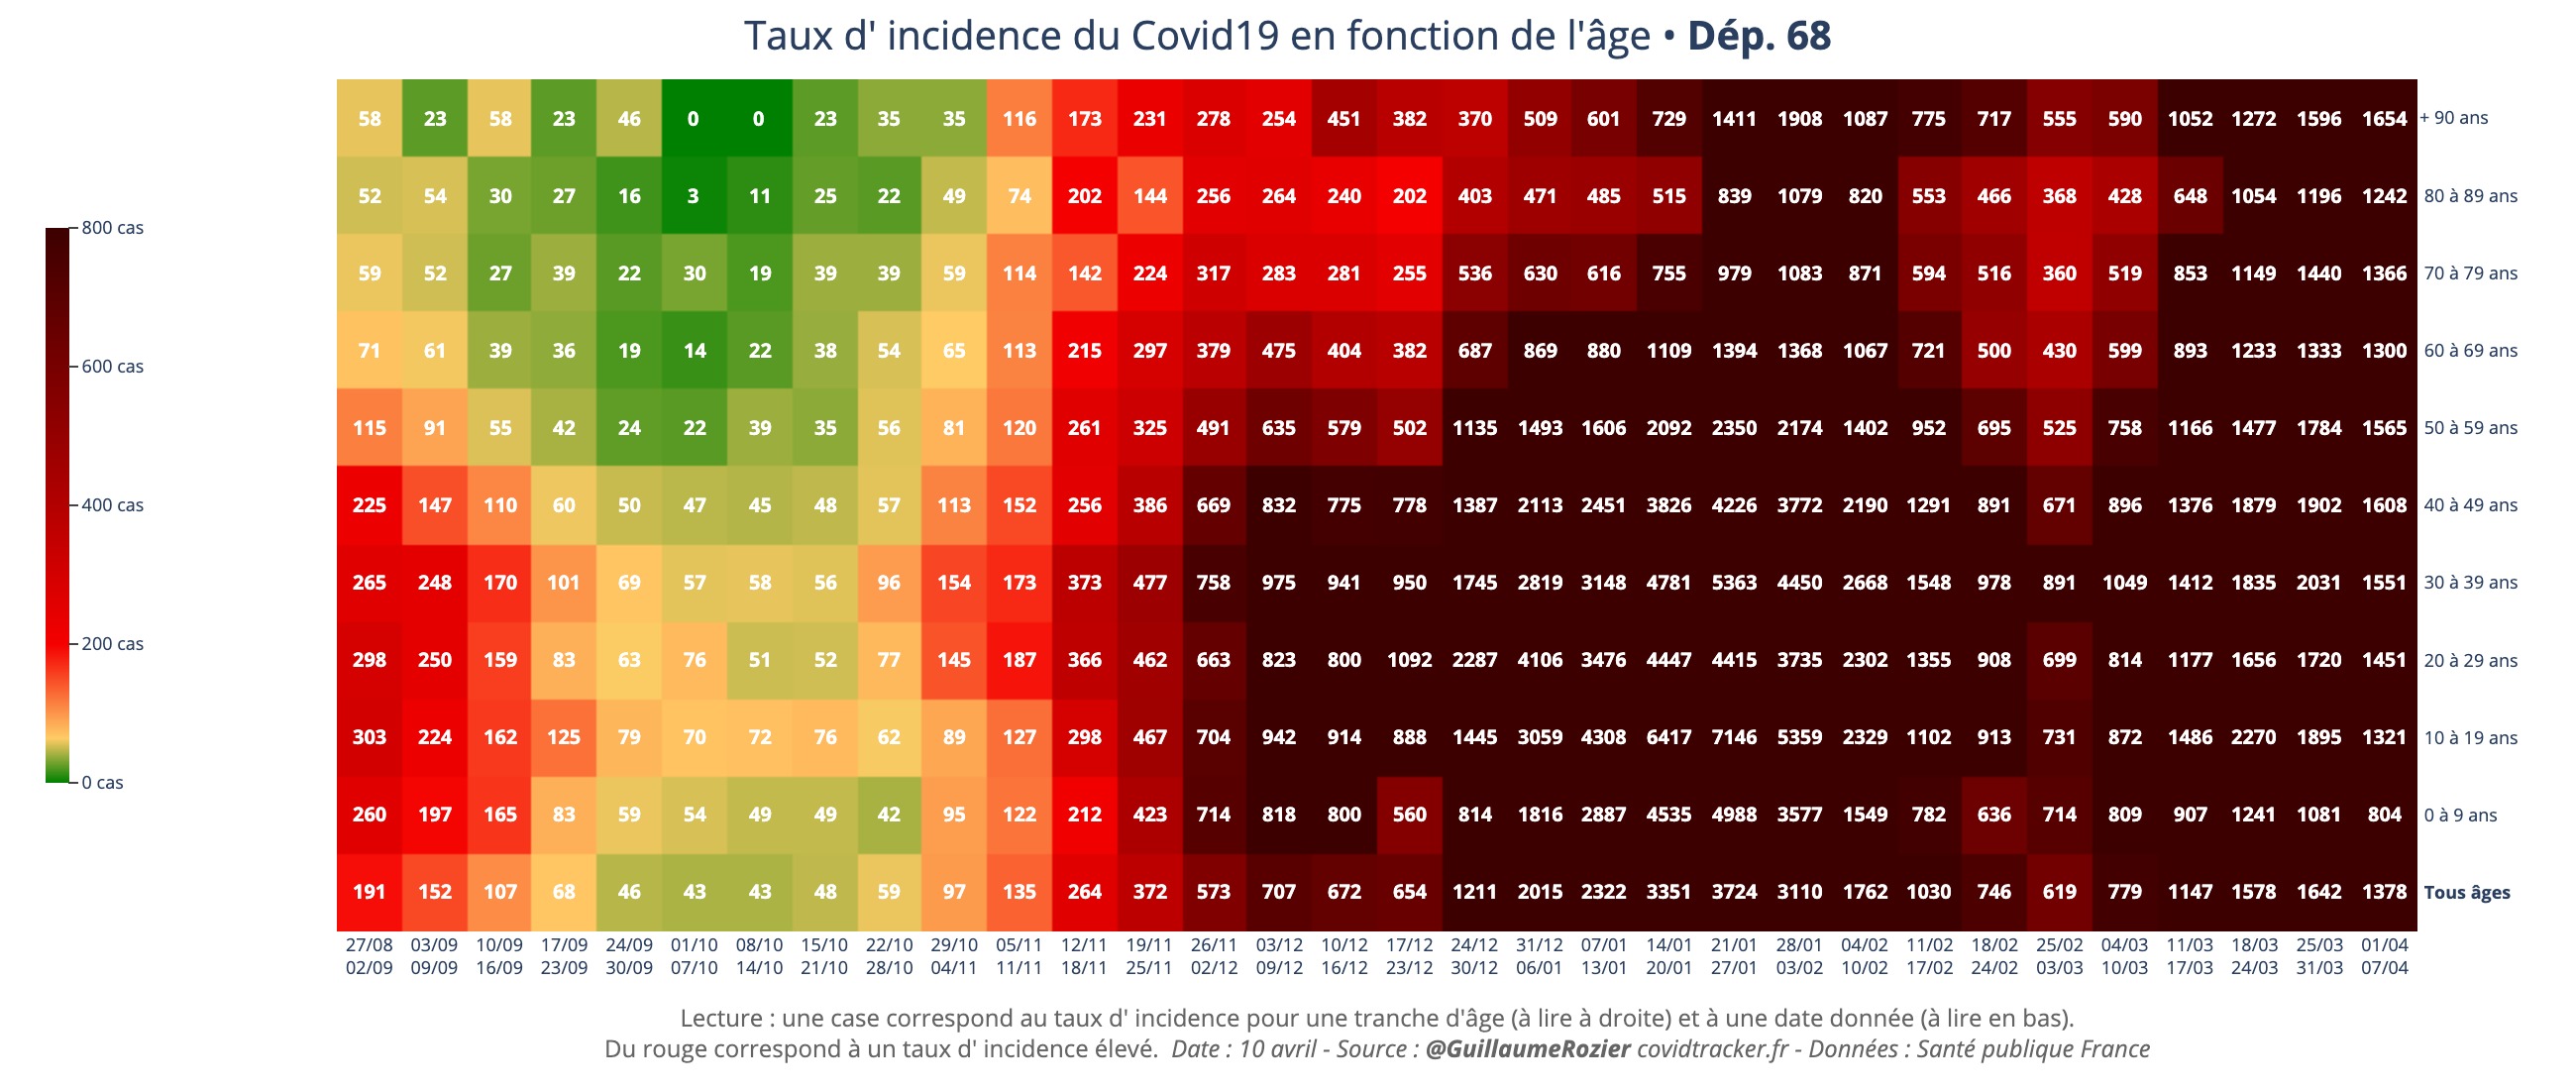 Taux d' incidence du Covid19 en fonction de l'âge • Dép. 68
58 23 58 23 46 0 0 23 35 35 116 173 231 278 254 451 382 370 509 601 729 1411 1908 1087 775 717 555 590 1052 1272 1596 1654 + 90 ans
52 54 30 27 16 3 11 25 22 49 74 202 144 256 264 240 202 403 471 485 515 839 1079 820 553 466 368 428 648 1054 1196 1242 80 à 89 ans
800 cas
59 52 27 39 22 30 19 39 39 59 114 142 224 317 283 281 255 536 630 616 755 979 1083 871 594 516 360 519 853 1149 1440 1366 70 à 79 ans
71 61 39 36 19 14 22 38 54 65 113 215 297 379 475 404 382 687 869 880 1109 1394 1368 1067 721 500 430 599 893 1233 1333 1300 60 à 69 ans
600 cas
115 91 55 42 24 22 39 35 56 81 120 261 325 491 635 579 502 1135 1493 1606 2092 2350 2174 1402 952 695 525 758 1166 1477 1784 1565 50 à 59 ans
400 cas
225 147 110 60 50 47 45 48 57 113 152 256 386 669 832 775 778 1387 2113 2451 3826 4226 3772 2190 1291 891 671 896 1376 1879 1902 1608 40 à 49 ans
265 248 170 101 69 57 58 56 96 154 173 373 477 758 975 941 950 1745 2819 3148 4781 5363 4450 2668 1548 978 891 1049 1412 1835 2031 1551 30 à 39 ans
200 cas
298 250 159 83 63 76 51 52 77 145 187 366 462 663 823 800 1092 2287 4106 3476 4447 4415 3735 2302 1355 908 699 814 1177 1656 1720 1451 20 à 29 ans
303 224 162 125 79 70 72 76 62 89 127 298 467 704 942 914 888 1445 3059 4308 6417 7146 5359 2329 1102 913 731 872 1486 2270 1895 1321 10 à 19 ans
0 cas
260 197 165 83 59 54 49 49 42 95 122 212 423 714 818 800 560 814 1816 2887 4535 4988 3577 1549 782 636 714 809 907 1241 1081 804 0 à 9 ans
191 152 107 68 46 43 43 48 59 97 135 264 372 573 707 672 654 1211 2015 2322 3351 3724 3110 1762 1030 746 619 779 1147 1578 1642 1378 Tous âges
27/08 03/09 10/09 17/09 24/09 01/10 08/10 15/10 22/10 29/10 05/11 12/11 19/11 26/11 03/12 10/12 17/12 24/12 31/12 07/01 14/01 21/01 28/01 04/02 11/02 18/02 25/02 04/03 11/03 18/03 25/03 01/04
02/09 09/09 16/09 23/09 30/09 07/10 14/10 21/10 28/10 04/11 11/11 18/11 25/11 02/12 09/12 16/12 23/12 30/12 06/01 13/01 20/01 27/01 03/02 10/02 17/02 24/02 03/03 10/03 17/03 24/03 31/03 07/04
Lecture : une case correspond au taux d' incidence pour une tranche d'âge (à lire à droite) et à une date donnée (à lire en bas).
Du rouge correspond à un taux d' incidence élevé. Date : 10 avril - Source : @GuillaumeRozier covidtracker.fr - Données : Santé publique France